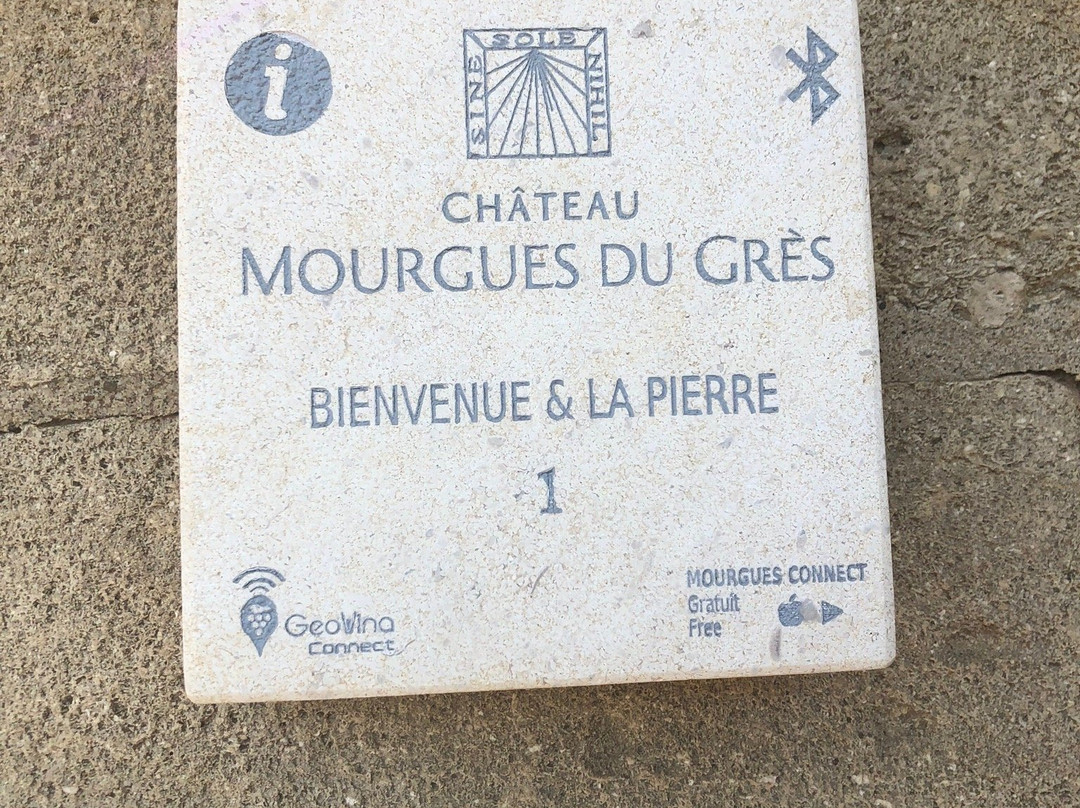 i
SINE SOLE NIHIL
CHÂTEAU
MOURGUES DU GRÈS
BIENVENUE & LA PIERRE
1
GeoVina
Connect
MOURGUES CONNECT
Gratuit
Free